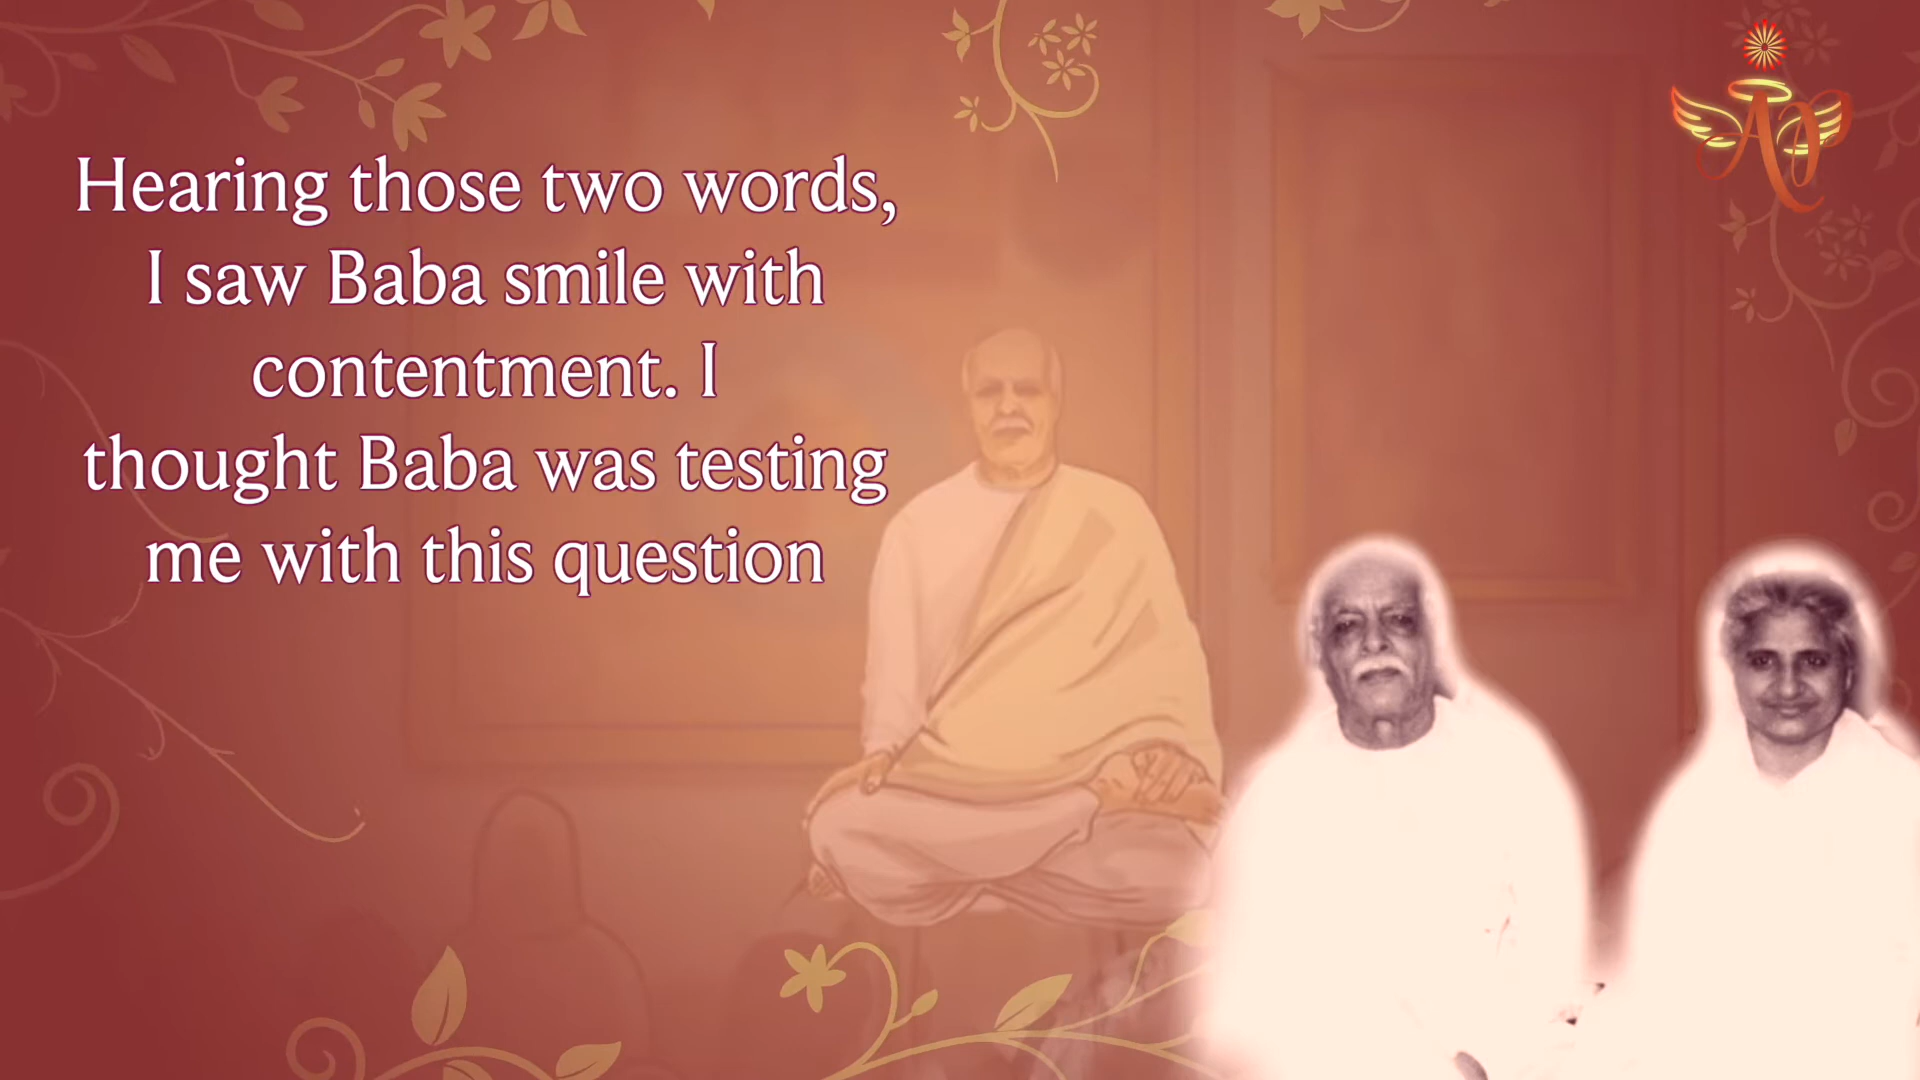 Hearing those two words,
I saw Baba smile with
contentment. I
thought Baba was testing
me with this question